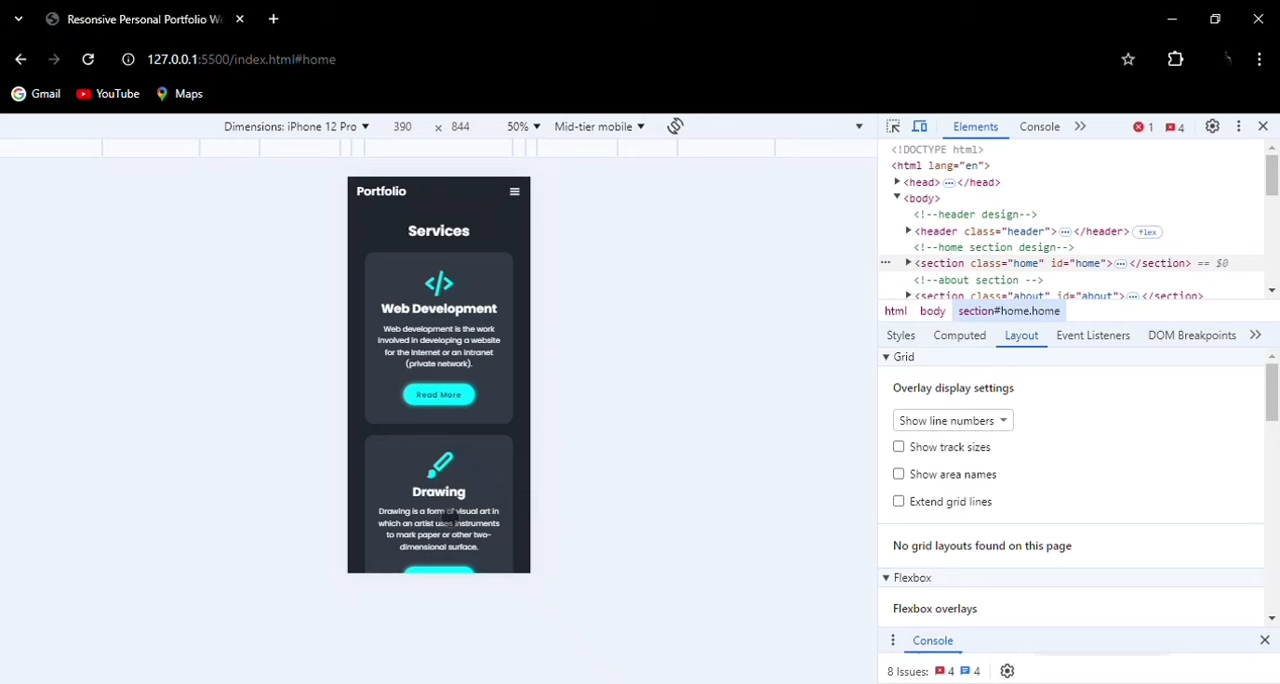 Resonsive Personal Portfolio W
127.0.0.1:5500/index.html#home
Gmail YouTube Maps
Dimensions: iPhone 12 Pro 390 × 844 50% Mid-tier mobile
Portfolio
Services
</>
Web Development
Web development is the work
involved in developing a website
for the Internet or an intranet
(private network).
Read More
Drawing
Drawing is a form of visual art in
which an artist uses instruments
to mark paper or other two-
dimensional surface.
Elements Console 1 4
<!DOCTYPE html>
<html lang="en">
<head> </head>
<body>
<!--header design-->
<header class="header"> </header> flex
<!--home section design-->
<section class="home" id="home"> </section> == $0
<!--about section -->
<section class="about" id="about"> </section>
html body section#home.home
Styles Computed Layout Event Listeners DOM Breakpoints
Grid
Overlay display settings
Show line numbers
Show track sizes
Show area names
Extend grid lines
No grid layouts found on this page
Flexbox
Flexbox overlays
Console
8 Issues: 4 4